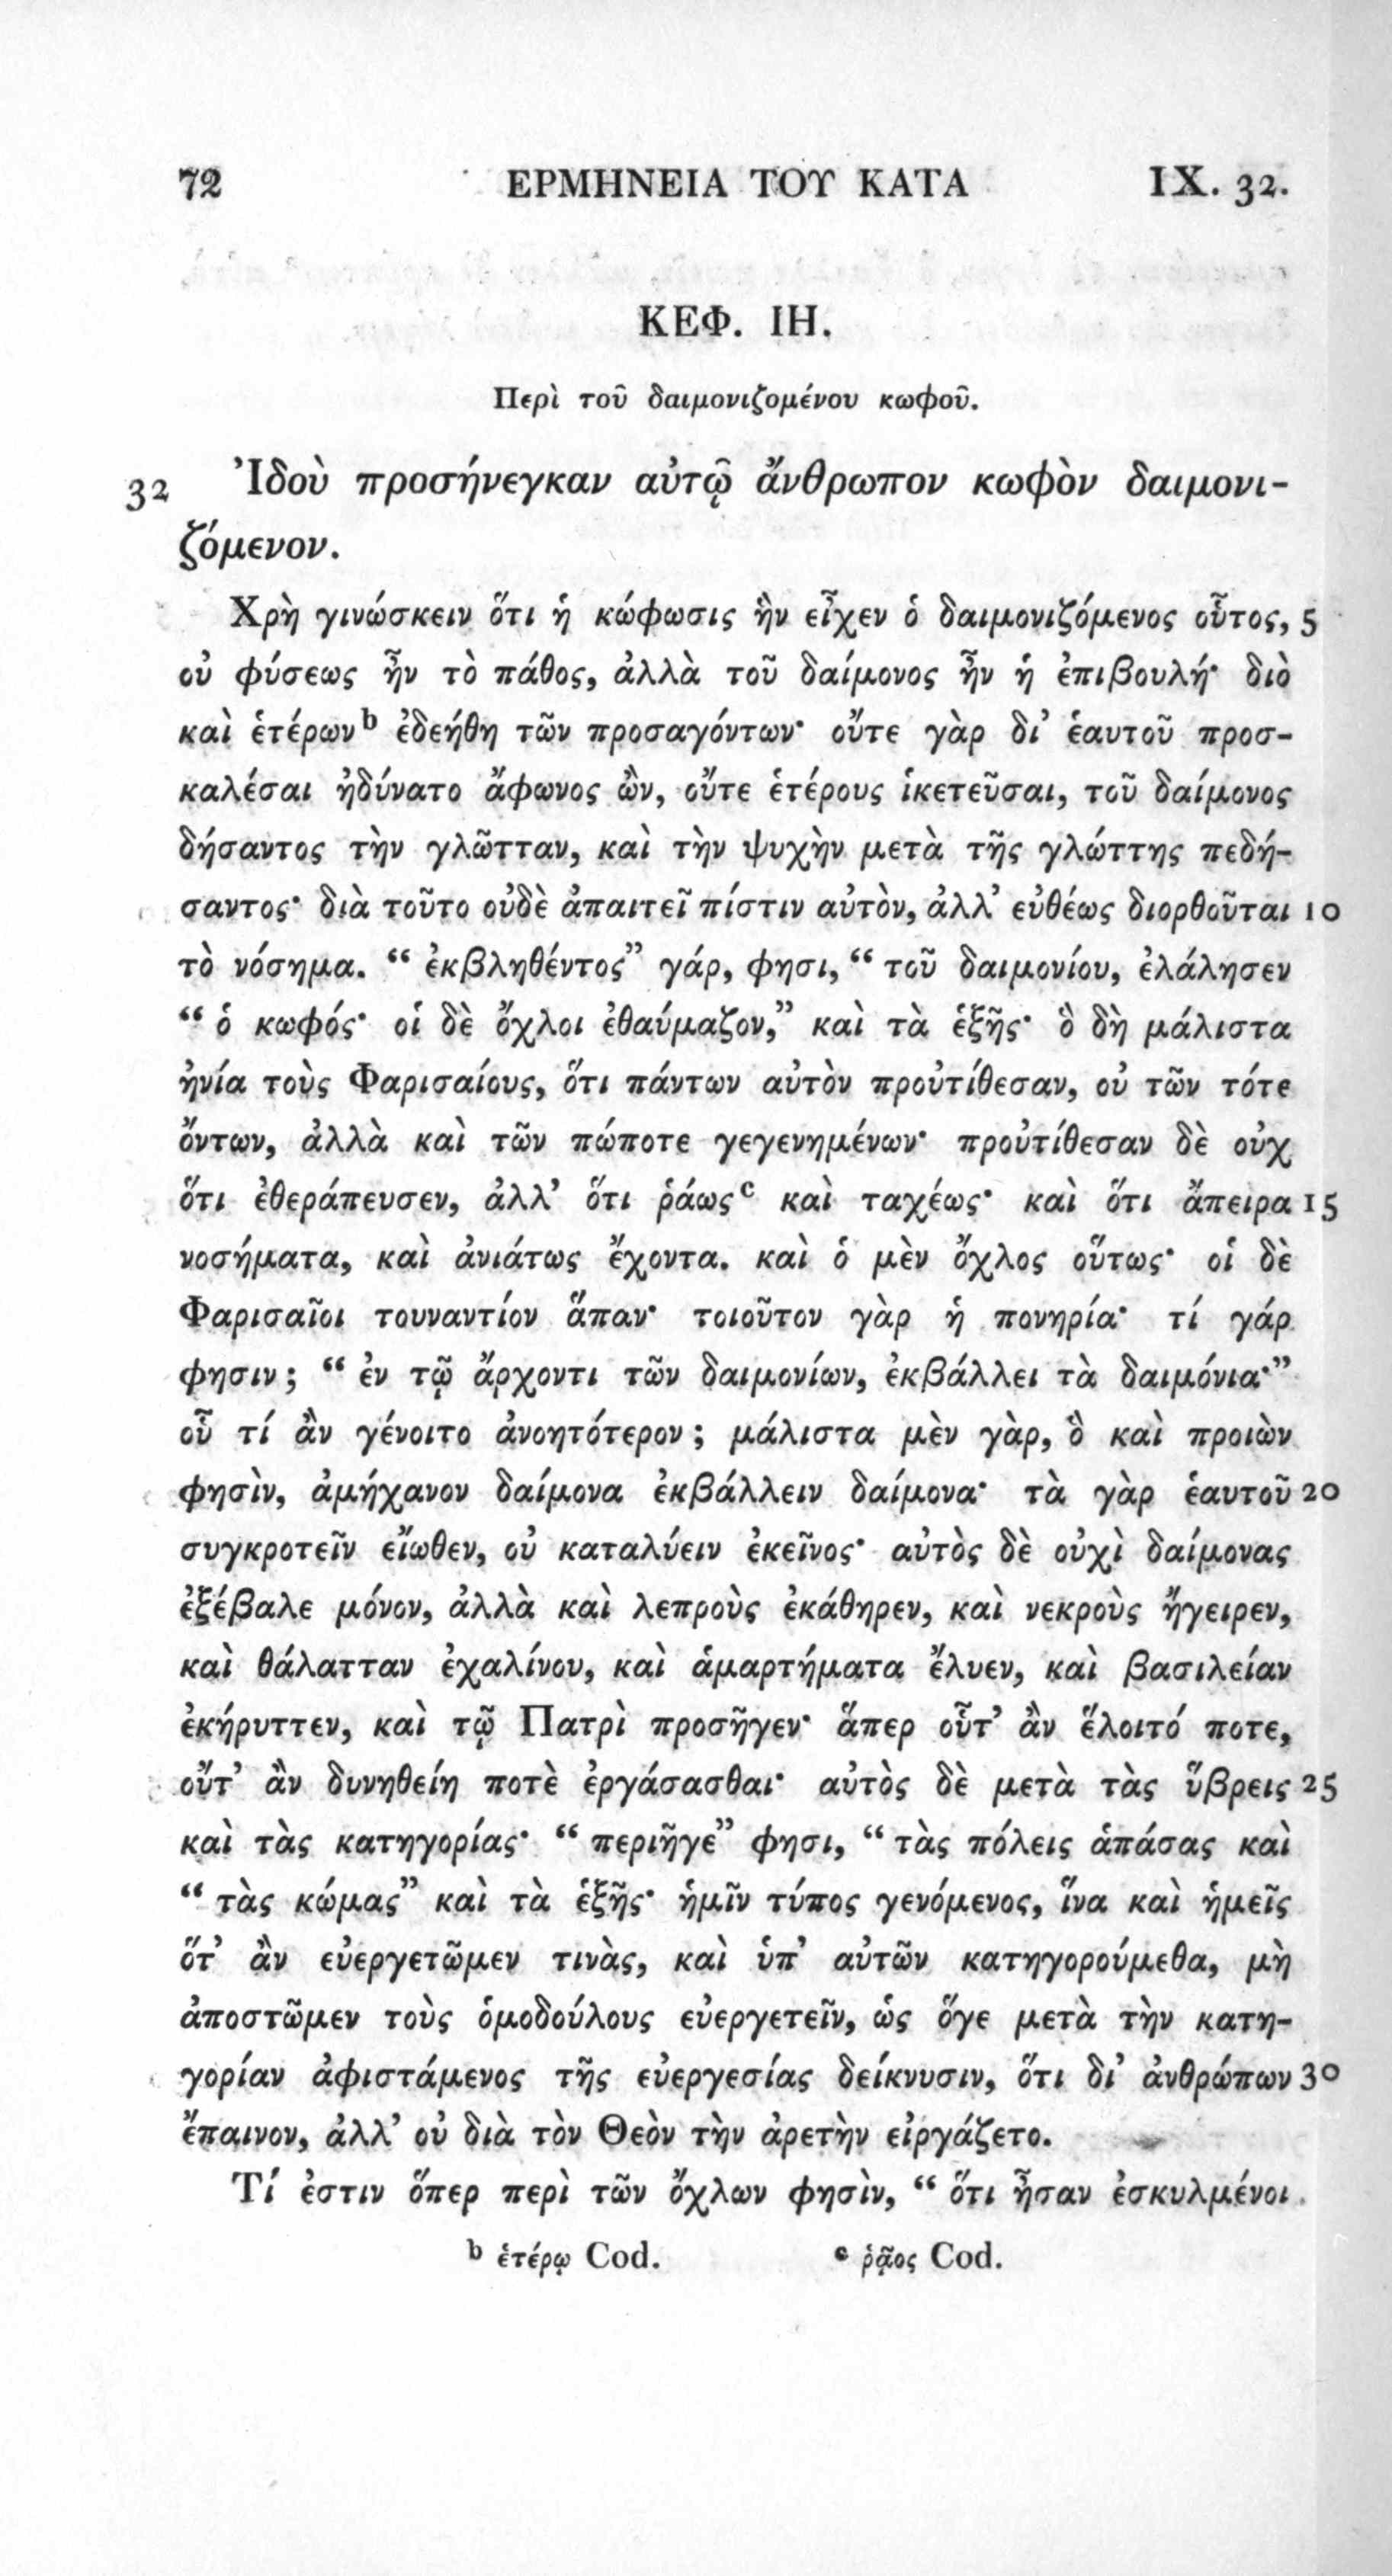 72 ΕΡΜΗΝΕΙΑ ΤΟΥ ΚΑΤΑ IX. 32.
ΚΕΦ. ΙΗ.
Περὶ τοῦ δαιμονιζομένου κωφοῦ.
32 Ἰδοὺ προσήνεγκαν αὐτῷ ἄνθρωπον κωφὸν δαιμονι-
ζόμενον.
Χρὴ γινώσκειν ὅτι ἡ κώφωσις ἣν εἶχεν ὁ δαιμονιζόμενος οὗτος, 5
οὐ φύσεως ἦν τὸ πάθος, ἀλλὰ τοῦ δαίμονος ἦν ἡ ἐπιβουλή· διὸ
καὶ ἑτέρων b ἐδεήθη τῶν προσαγόντων· οὔτε γὰρ δι’ ἑαυτοῦ προσ-
καλέσαι ἠδύνατο ἄφωνος ὢν, οὔτε ἑτέρους ἱκετεῦσαι, τοῦ δαίμονος
δήσαντος τὴν γλῶτταν, καὶ τὴν ψυχὴν μετὰ τῆς γλώττης πεδή-
σαντος· διὰ τοῦτο οὐδὲ ἀπαιτεῖ πίστιν αὐτὸν, ἀλλ’ εὐθέως διορθοῦται 10
τὸ νόσημα. “ ἐκβληθέντος” γάρ, φησι, “ τοῦ δαιμονίου, ἐλάλησεν
“ ὁ κωφός· οἱ δὲ ὄχλοι ἐθαύμαζον,” καὶ τὰ ἑξῆς· ὃ δὴ μάλιστα
ἠνία τοὺς Φαρισαίους, ὅτι πάντων αὐτὸν προὐτίθεσαν, οὐ τῶν τότε
ὄντων, ἀλλὰ καὶ τῶν πώποτε γεγενημένων· προὐτίθεσαν δὲ οὐχ
ὅτι ἐθεράπευσεν, ἀλλ’ ὅτι ῥάως c καὶ ταχέως· καὶ ὅτι ἄπειρα 15
νοσήματα, καὶ ἀνιάτως ἔχοντα. καὶ ὁ μὲν ὄχλος οὕτως· οἱ δὲ
Φαρισαῖοι τουναντίον ἅπαν· τοιοῦτον γὰρ ἡ πονηρία· τί γάρ
φησιν; “ ἐν τῷ ἄρχοντι τῶν δαιμονίων, ἐκβάλλει τὰ δαιμόνια·”
οὗ τί ἂν γένοιτο ἀνοητότερον; μάλιστα μὲν γὰρ, ὃ καὶ προιὼν
φησὶν, ἀμήχανον δαίμονα ἐκβάλλειν δαίμονα· τὰ γὰρ ἑαυτοῦ 20
συγκροτεῖν εἴωθεν, οὐ καταλύειν ἐκεῖνος· αὐτὸς δὲ οὐχὶ δαίμονας
ἐξέβαλε μόνον, ἀλλὰ καὶ λεπροὺς ἐκάθηρεν, καὶ νεκροὺς ἤγειρεν,
καὶ θάλατταν ἐχαλίνου, καὶ ἁμαρτήματα ἔλυεν, καὶ βασιλείαν
ἐκήρυττεν, καὶ τῷ Πατρὶ προσῆγεν· ἅπερ οὖτ’ ἂν ἕλοιτό ποτε,
οὔτ’ ἂν δυνηθείη ποτὲ ἐργάσασθαι· αὐτὸς δὲ μετὰ τὰς ὕβρεις 25
καὶ τὰς κατηγορίας· “ περιῆγε” φησι, “ τὰς πόλεις ἁπάσας καὶ
“ τὰς κώμας” καὶ τὰ ἑξῆς· ἡμῖν τύπος γενόμενος, ἵνα καὶ ἡμεῖς
ὅτ’ ἂν εὐεργετῶμεν τινὰς, καὶ ὑπ’ αὐτῶν κατηγορούμεθα, μὴ
ἀποστῶμεν τοὺς ὁμοδούλους εὐεργετεῖν, ὡς ὅγε μετὰ τὴν κατη-
γορίαν ἀφιστάμενος τῆς εὐεργεσίας δείκνυσιν, ὅτι δι’ ἀνθρώπων 30
ἔπαινον, ἀλλ’ οὐ διὰ τὸν Θεὸν τὴν ἀρετὴν εἰργάζετο.
Τί ἐστιν ὅπερ περὶ τῶν ὄχλων φησὶν, “ ὅτι ἦσαν ἐσκυλμένοι
b ἑτέρῳ Cod. c ῥᾷος Cod.